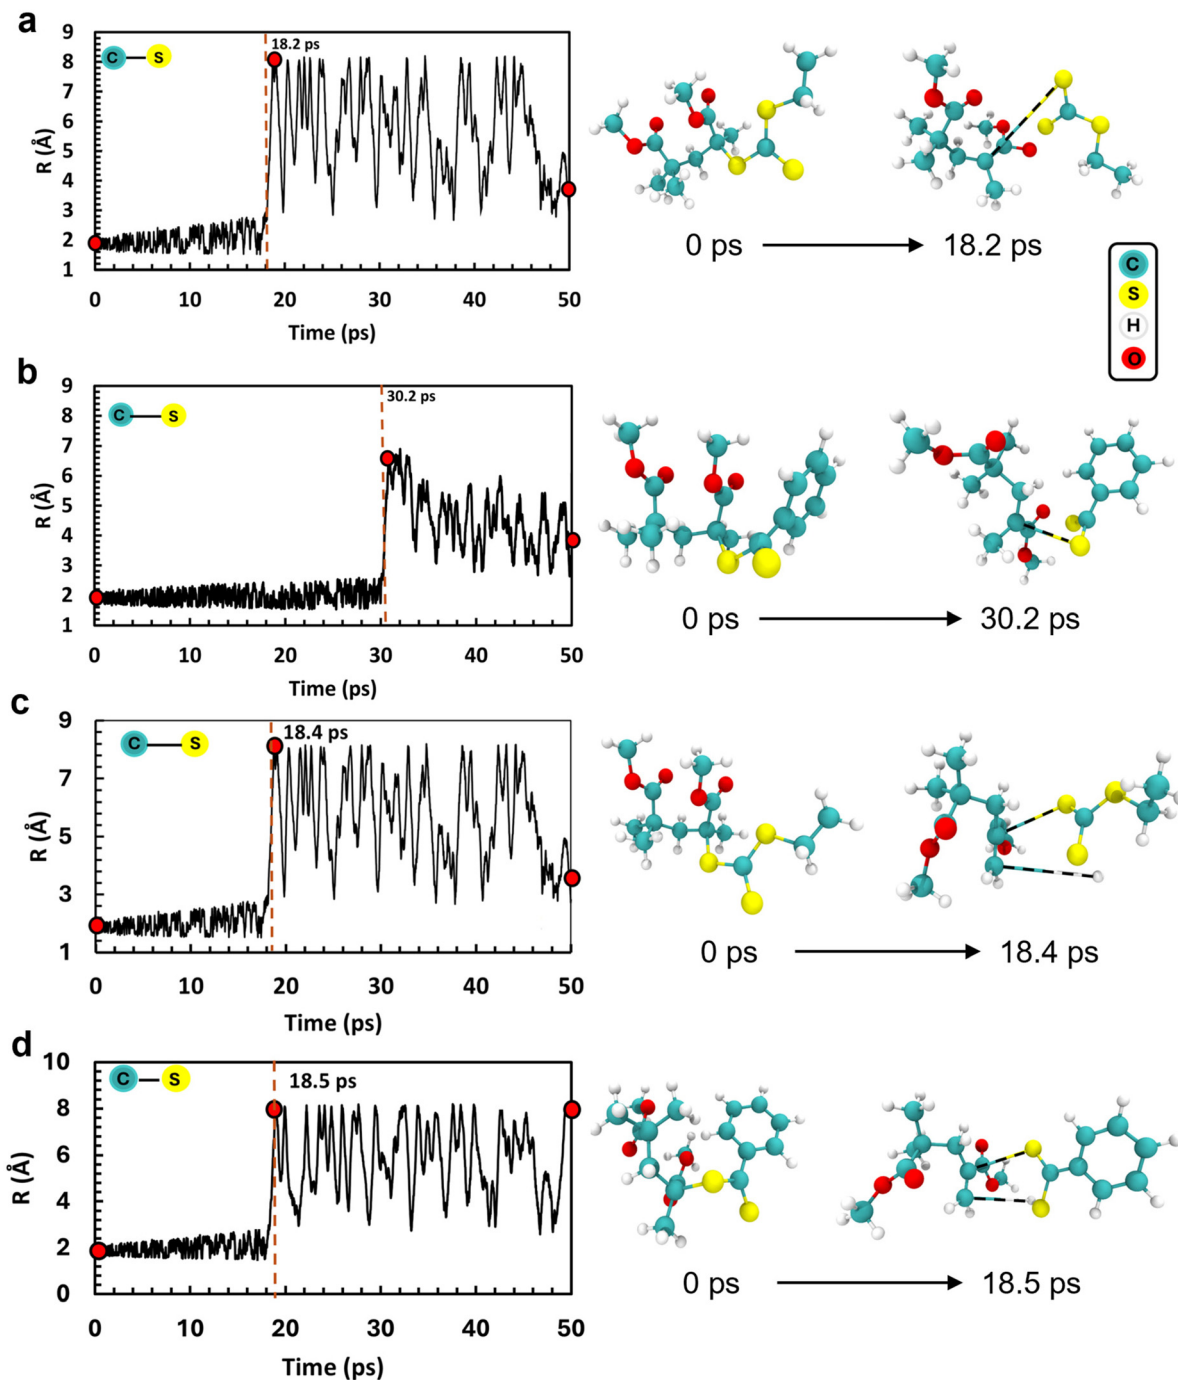 a
9
8
7
6
5
4
3
2
1
R (Å)
C S
18.2 ps
0 10 20 30 40 50
Time (ps)
0 ps 18.2 ps
C
S
H
O
b
9
8
7
6
5
4
3
2
1
R (Å)
C S
30.2 ps
0 10 20 30 40 50
Time (ps)
0 ps 30.2 ps
c
9
7
5
3
1
R (Å)
C S
18.4 ps
0 10 20 30 40 50
Time (ps)
0 ps 18.4 ps
d
10
8
6
4
2
0
R (Å)
C S
18.5 ps
0 10 20 30 40 50
Time (ps)
0 ps 18.5 ps